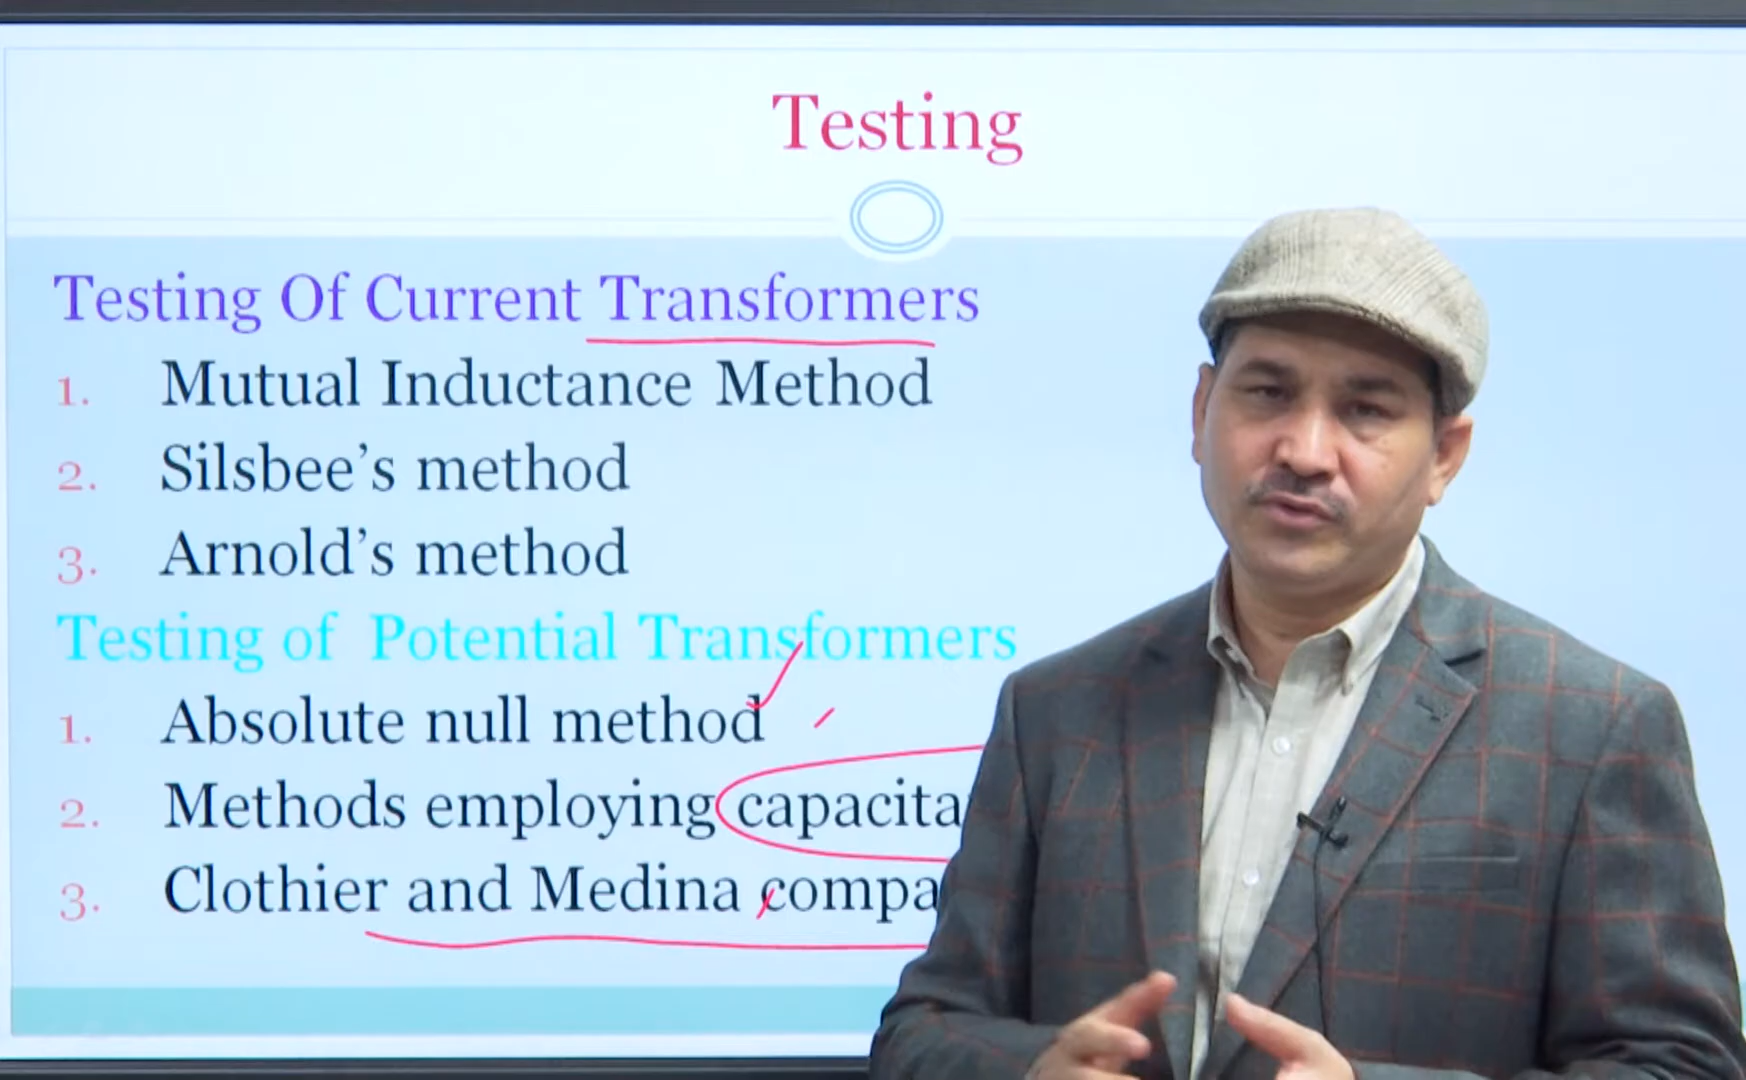 Testing
Testing Of Current Transformers
1. Mutual Inductance Method
2. Silsbee's method
3. Arnold's method
Testing of Potential Transformers
1. Absolute null method
2. Methods employing
3. Clothier and Medina